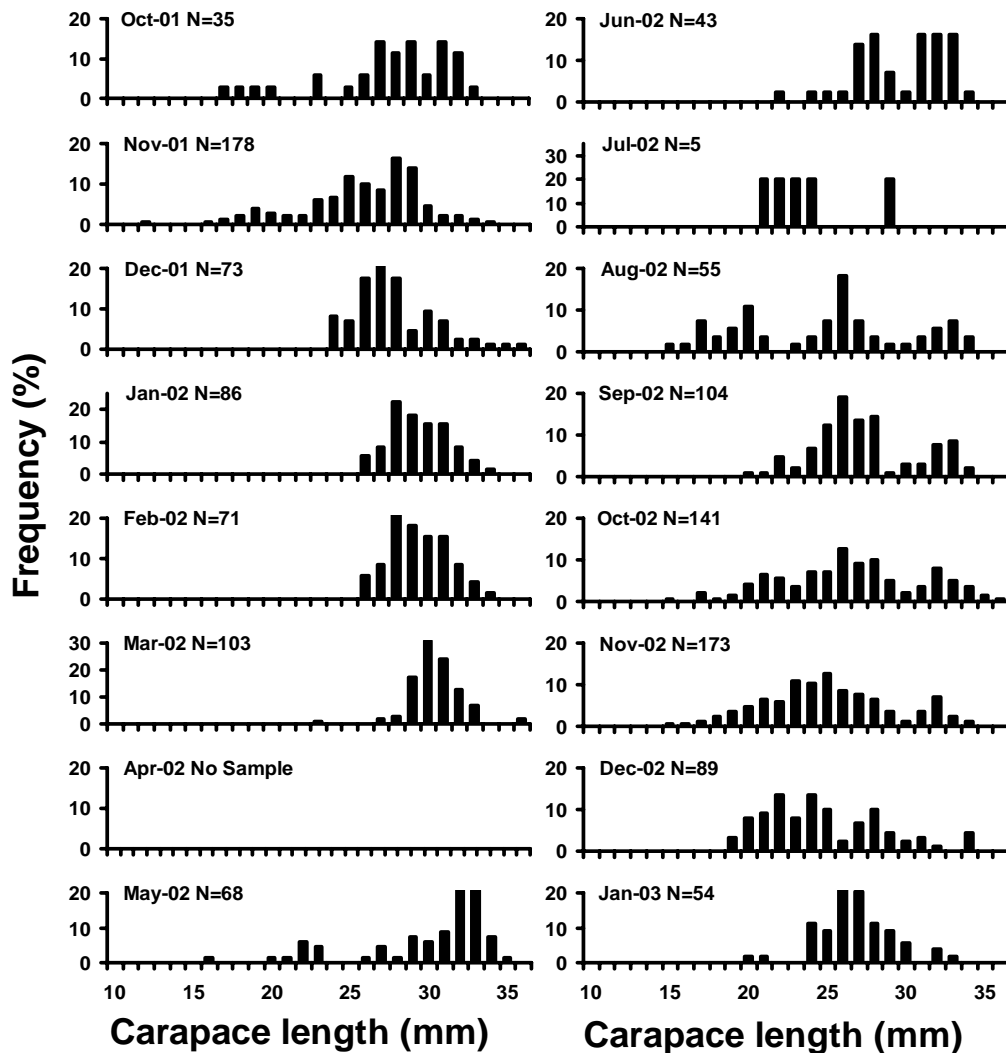 Frequency (%)
Oct-01 N=35
20
10
0
Nov-01 N=178
20
10
0
Dec-01 N=73
20
10
0
Jan-02 N=86
20
10
0
Feb-02 N=71
20
10
0
Mar-02 N=103
30
20
10
0
Apr-02 No Sample
20
10
0
May-02 N=68
20
10
0
10 15 20 25 30 35
Carapace length (mm)
Jun-02 N=43
20
10
0
Jul-02 N=5
30
20
10
0
Aug-02 N=55
20
10
0
Sep-02 N=104
20
10
0
Oct-02 N=141
20
10
0
Nov-02 N=173
20
10
0
Dec-02 N=89
20
10
0
Jan-03 N=54
20
10
0
10 15 20 25 30 35
Carapace length (mm)